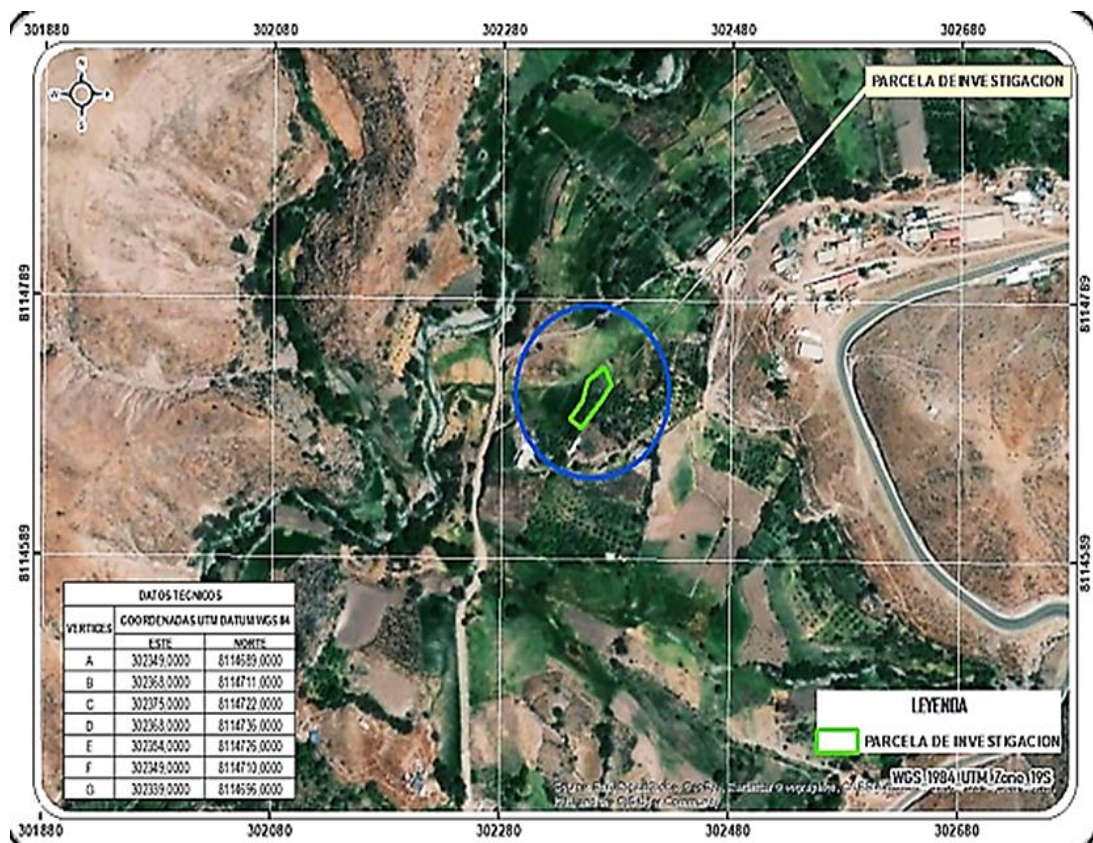 301880 302080 302280 302480 302680
N
W E
S
PARCELA DE INVESTIGACION
8114789 8114789
8114589 8114589
DATOS TECNICOS
VERTICES COORDENADAS UTM DATUM WGS 84
ESTE NORTE
A 302349,0000 8114689,0000
B 302368,0000 8114711,0000
C 302375,0000 8114722,0000
D 302368,0000 8114736,0000
E 302354,0000 8114726,0000
F 302349,0000 8114710,0000
G 302339,0000 8114696,0000
LEYENDA
PARCELA DE INVESTIGACION
WGS 1984 UTM Zone 19S
301880 302080 302280 302480 302680